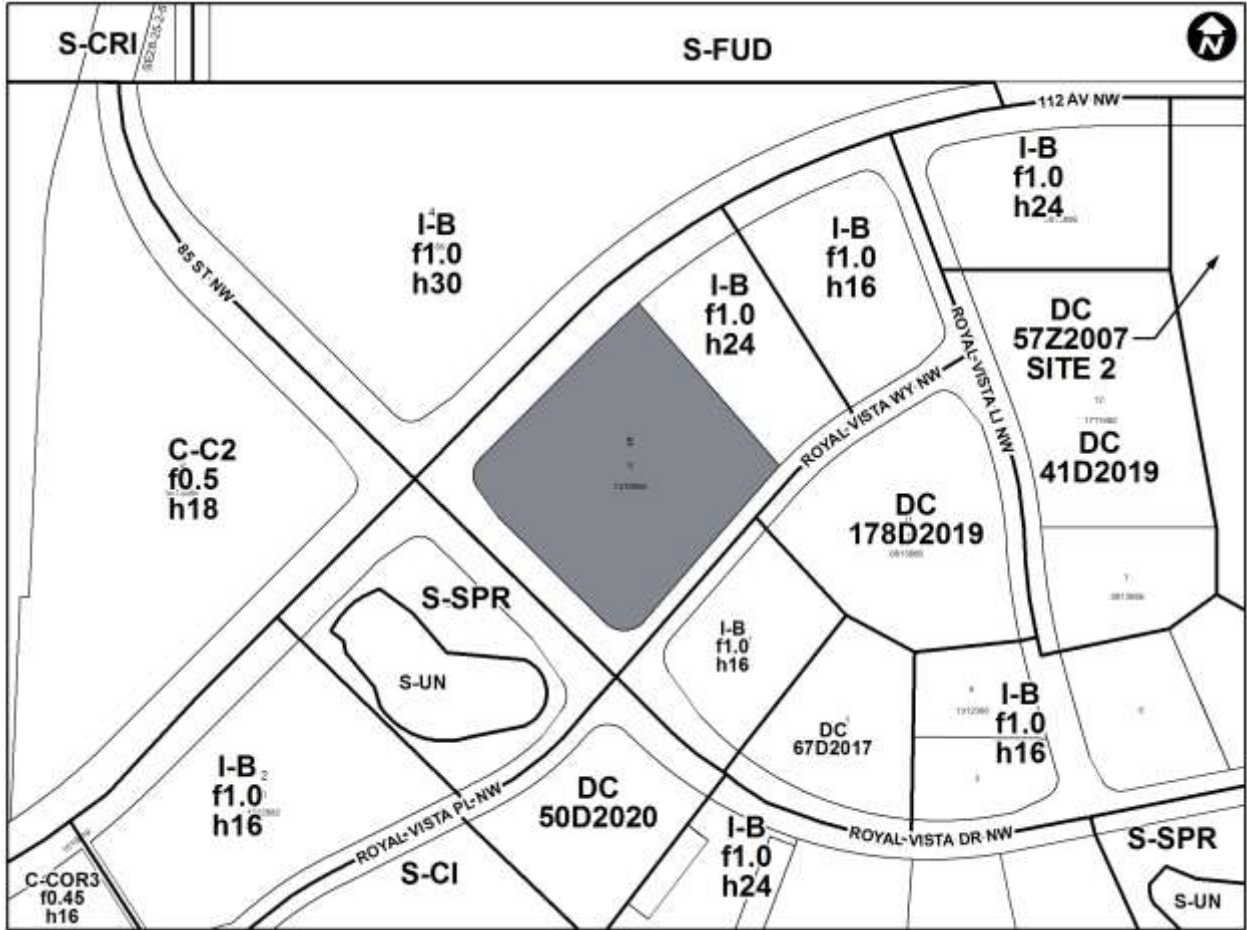 S-CRI
S-FUD
N
112 AV NW
I-B
f1.0
h24
I-B
f1.0
h30
I-B
f1.0
h16
85 ST NW
I-B
f1.0
h24
DC
57Z2007
SITE 2
ROYAL VISTA LI NW
ROYAL VISTA WY NW
DC
41D2019
C-C2
f0.5
h18
5
DC
178D2019
S-SPR
S-UN
I-B
f1.0
h16
DC
67D2017
I-B
f1.0
h16
I-B
f1.0
h16
DC
50D2020
ROYAL VISTA PL NW
S-CI
I-B
f1.0
h24
ROYAL VISTA DR NW
S-SPR
S-UN
C-COR3
f0.45
h16